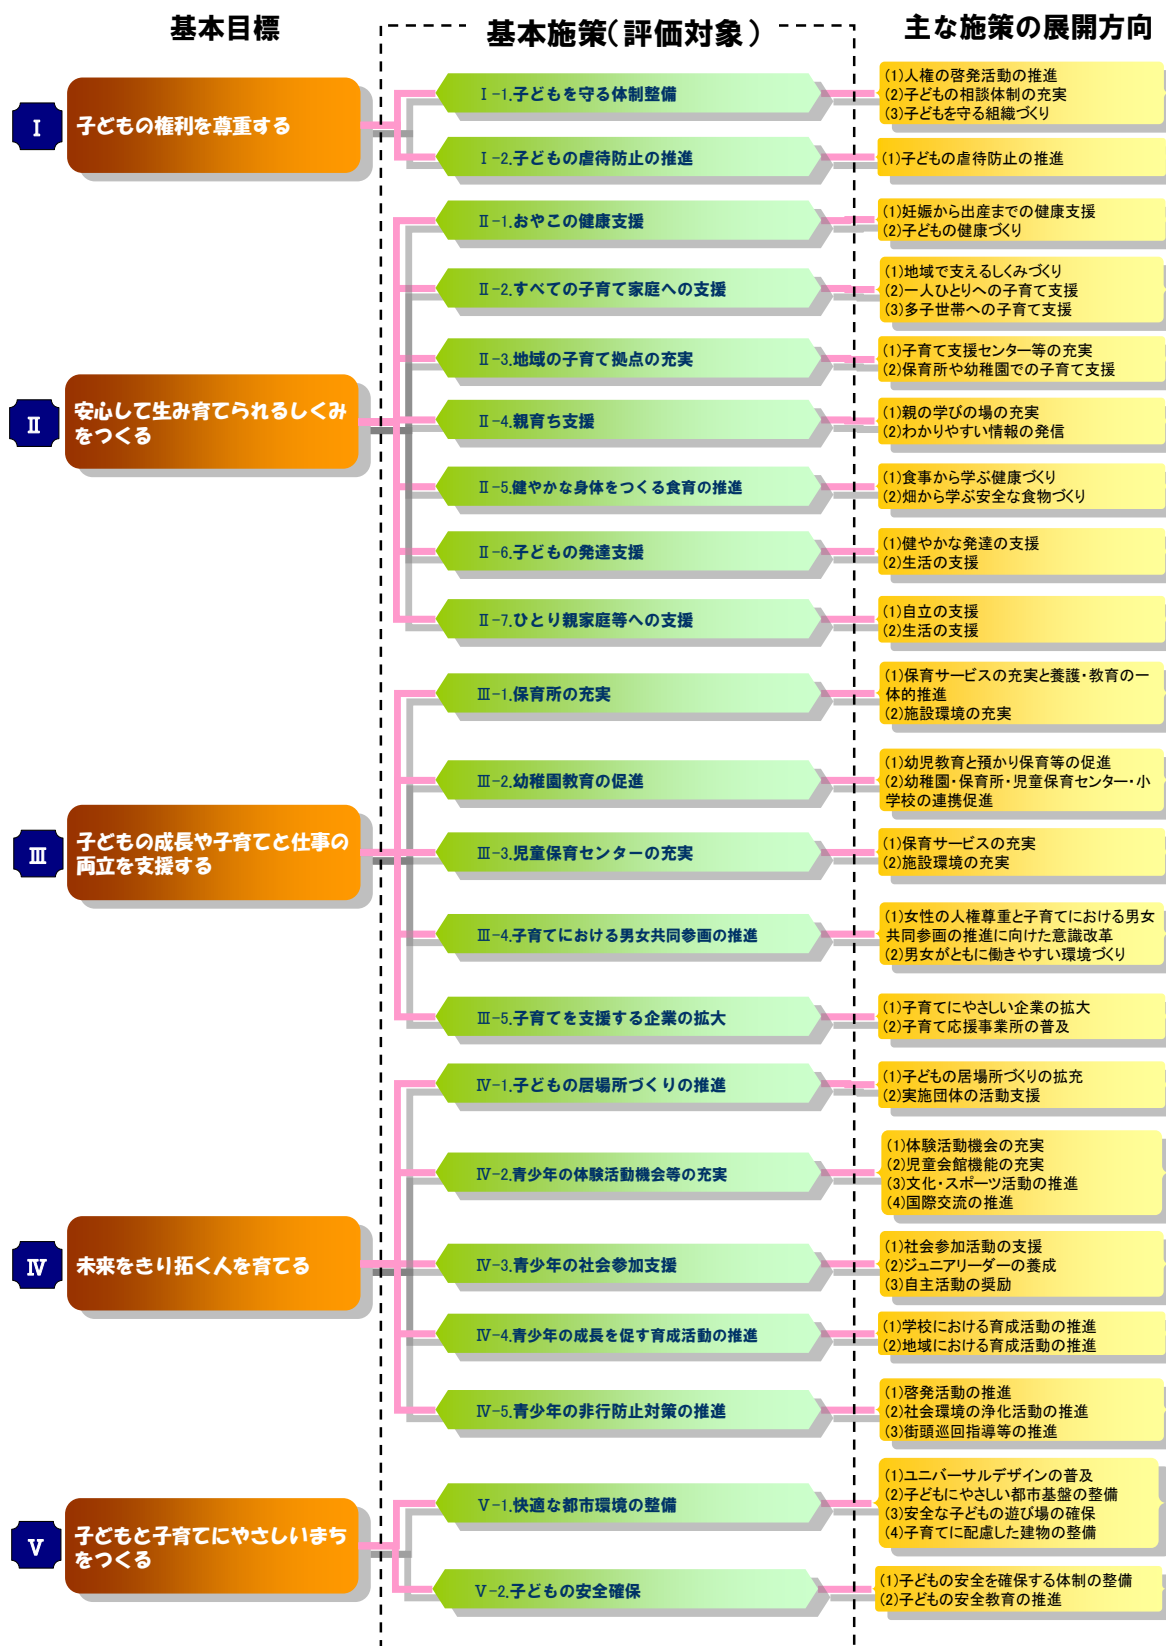 基本目標
基本施策(評価対象)
主な施策の展開方向
Ⅰ
子どもの権利を尊重する
Ⅰ-1.子どもを守る体制整備
(1)人権の啓発活動の推進
(2)子どもの相談体制の充実
(3)子どもを守る組織づくり
Ⅰ-2.子どもの虐待防止の推進
(1)子どもの虐待防止の推進
Ⅱ
安心して生み育てられるしくみ
をつくる
Ⅱ-1.おやこの健康支援
(1)妊娠から出産までの健康支援
(2)子どもの健康づくり
Ⅱ-2.すべての子育て家庭への支援
(1)地域で支えるしくみづくり
(2)一人ひとりへの子育て支援
(3)多子世帯への子育て支援
Ⅱ-3.地域の子育て拠点の充実
(1)子育て支援センター等の充実
(2)保育所や幼稚園での子育て支援
Ⅱ-4.親育ち支援
(1)親の学びの場の充実
(2)わかりやすい情報の発信
Ⅱ-5.健やかな身体をつくる食育の推進
(1)食事から学ぶ健康づくり
(2)畑から学ぶ安全な食物づくり
Ⅱ-6.子どもの発達支援
(1)健やかな発達の支援
(2)生活の支援
Ⅱ-7.ひとり親家庭等への支援
(1)自立の支援
(2)生活の支援
Ⅲ
子どもの成長や子育てと仕事の
両立を支援する
Ⅲ-1.保育所の充実
(1)保育サービスの充実と養護・教育の一
体的推進
(2)施設環境の充実
Ⅲ-2.幼稚園教育の促進
(1)幼児教育と預かり保育等の促進
(2)幼稚園・保育所・児童保育センター・小
学校の連携促進
Ⅲ-3.児童保育センターの充実
(1)保育サービスの充実
(2)施設環境の充実
Ⅲ-4.子育てにおける男女共同参画の推進
(1)女性の人権尊重と子育てにおける男女
共同参画の推進に向けた意識改革
(2)男女がともに働きやすい環境づくり
Ⅲ-5.子育てを支援する企業の拡大
(1)子育てにやさしい企業の拡大
(2)子育て応援事業所の普及
Ⅳ
未来をきり拓く人を育てる
Ⅳ-1.子どもの居場所づくりの推進
(1)子どもの居場所づくりの拡充
(2)実施団体の活動支援
Ⅳ-2.青少年の体験活動機会等の充実
(1)体験活動機会の充実
(2)児童会館機能の充実
(3)文化・スポーツ活動の推進
(4)国際交流の推進
Ⅳ-3.青少年の社会参加支援
(1)社会参加活動の支援
(2)ジュニアリーダーの養成
(3)自主活動の奨励
Ⅳ-4.青少年の成長を促す育成活動の推進
(1)学校における育成活動の推進
(2)地域における育成活動の推進
Ⅳ-5.青少年の非行防止対策の推進
(1)啓発活動の推進
(2)社会環境の浄化活動の推進
(3)街頭巡回指導等の推進
Ⅴ
子どもと子育てにやさしいまち
をつくる
Ⅴ-1.快適な都市環境の整備
(1)ユニバーサルデザインの普及
(2)子どもにやさしい都市基盤の整備
(3)安全な子どもの遊び場の確保
(4)子育てに配慮した建物の整備
Ⅴ-2.子どもの安全確保
(1)子どもの安全を確保する体制の整備
(2)子どもの安全教育の推進